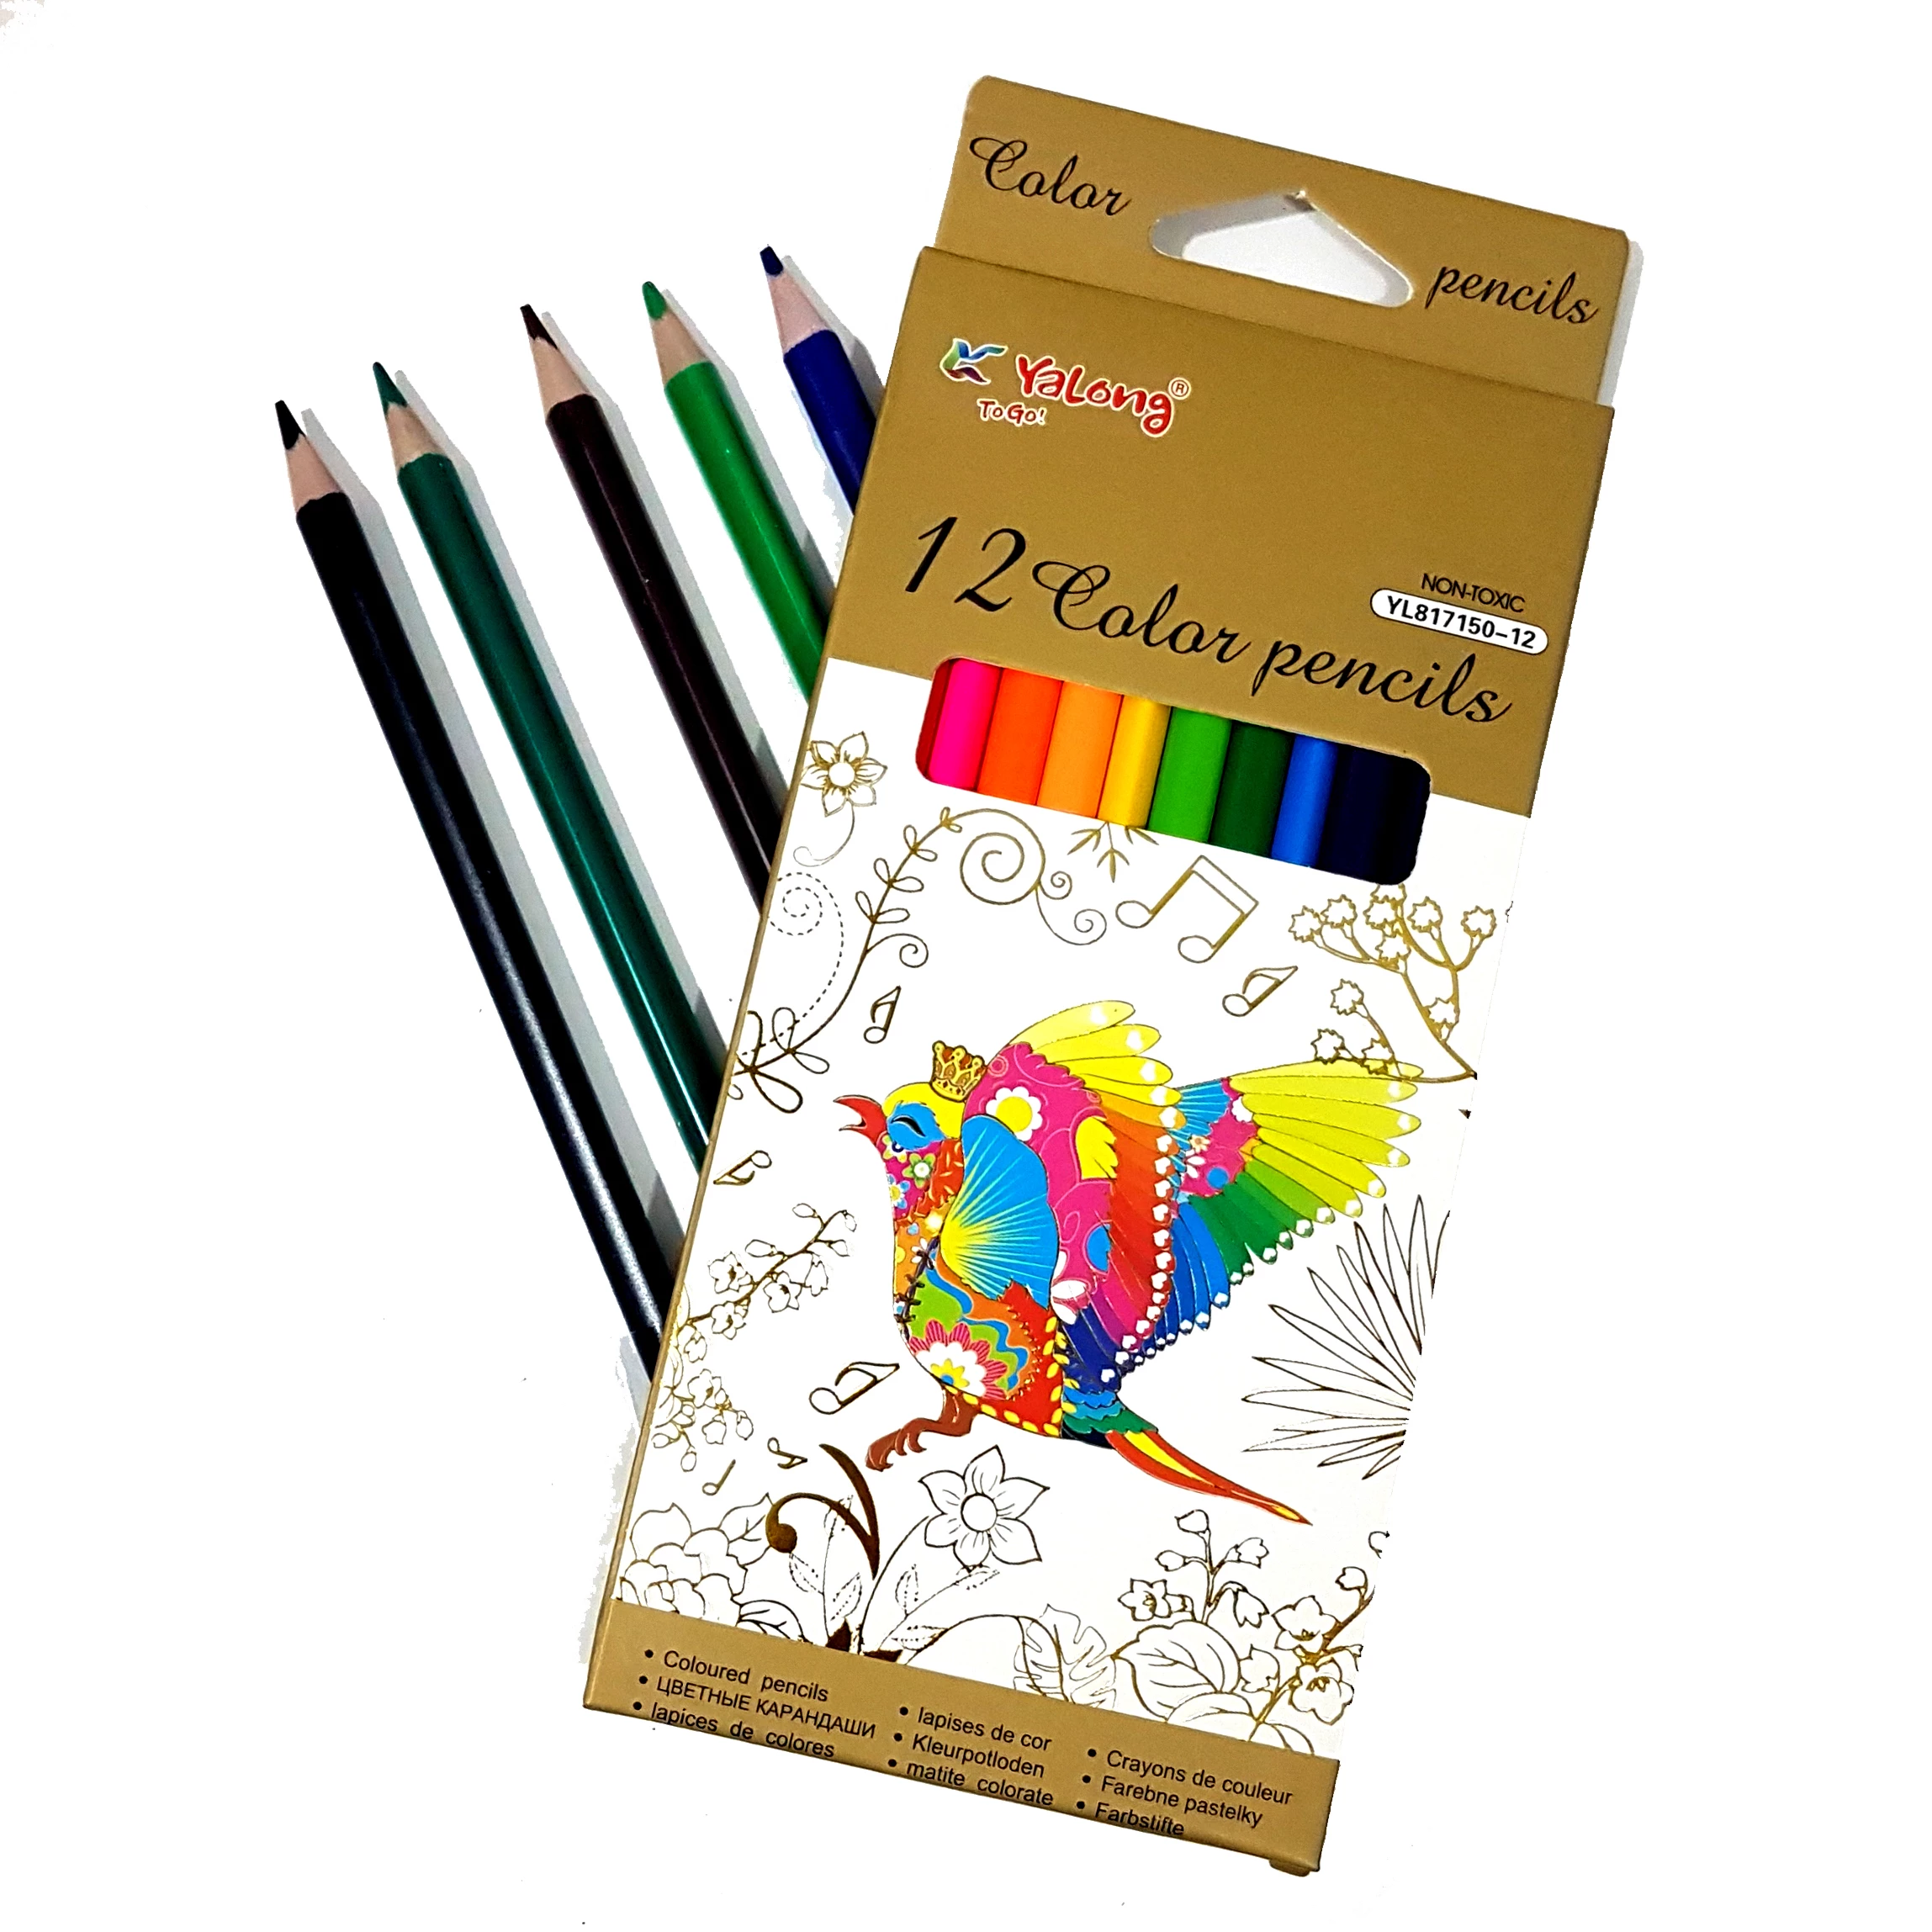 Color pencils
YaLong®
To Go!
NON-TOXIC
YL817150-12
12 Color pencils
• Coloured pencils
• ЦВЕТНЫЕ КАРАНДАШИ
• lapices de colores
• lapises de cor
• Kleurpotloden
• matite colorate
• Crayons de couleur
• Farebne pastelky
• Farbstifte